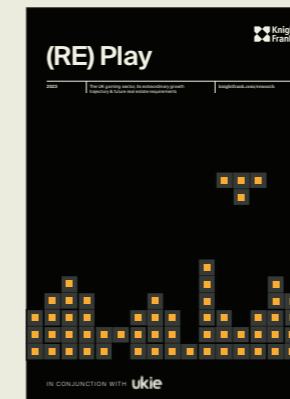 Knig
Fran
(RE) Play
2023
The UK gaming sector, its extraordinary growth
trajectory & future real estate requirements
knightfrank.com/research
IN CONJUNCTION WITH ukie